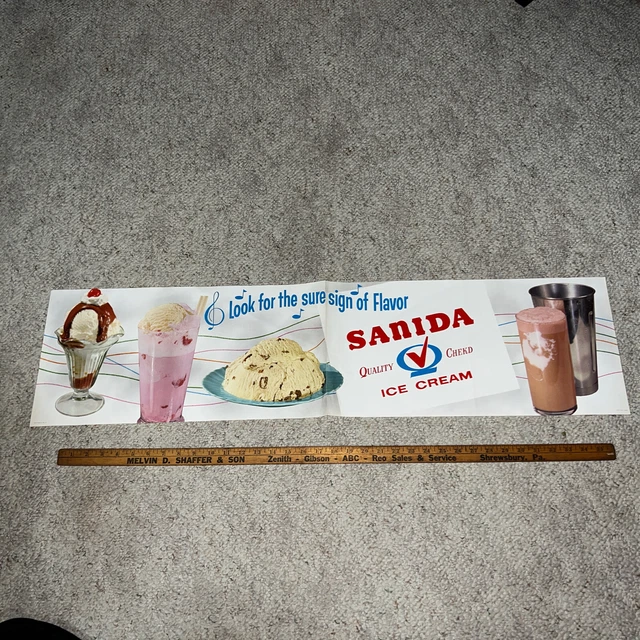 Look for the sure sign of Flavor
SANIDA
QUALITY CHEKD
ICE CREAM
MELVIN D. SHAFFER & SON Zenith - Gibson - ABC - Reo Sales & Service Shrewsbury, Pa.